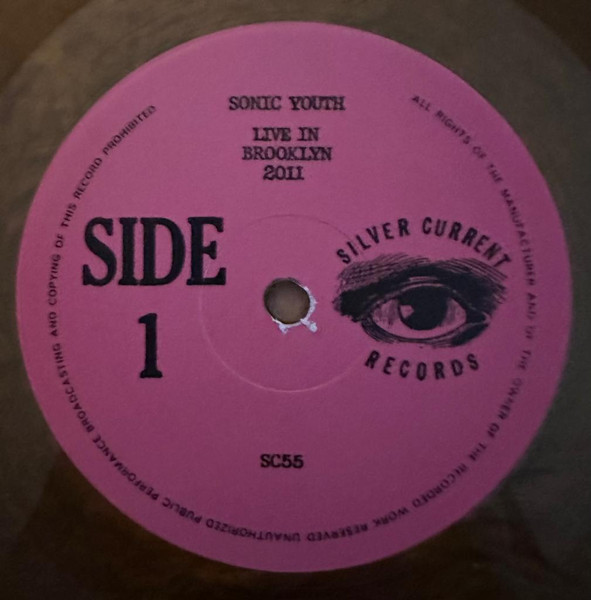 SONIC YOUTH
LIVE IN
BROOKLYN
2011
SIDE
1
SILVER CURRENT
RECORDS
SC55
ALL RIGHTS OF THE MANUFACTURER AND OF THE OWNER OF THE RECORDED WORK RESERVED UNAUTHORIZED PUBLIC PERFORMANCE BROADCASTING AND COPYING OF THIS RECORD PROHIBITED